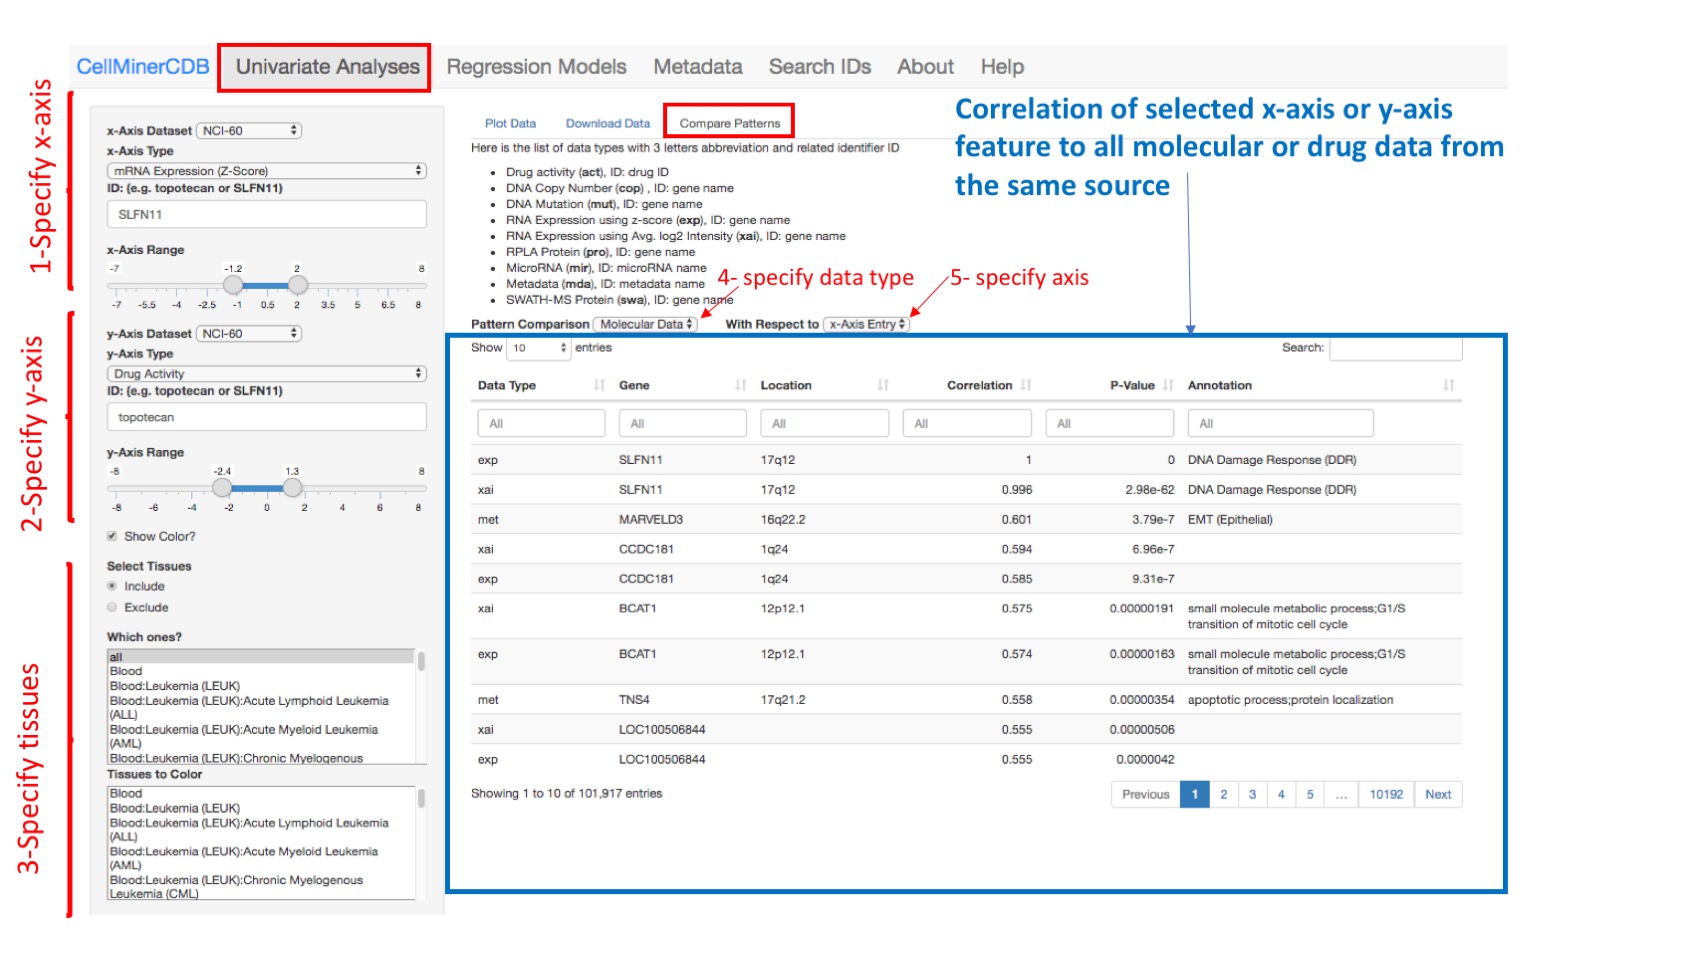 CellMinerCDB Univariate Analyses Regression Models Metadata Search IDs About Help
1-Specify x-axis
x-Axis Dataset NCI-60
x-Axis Type
mRNA Expression (Z-Score)
ID: (e.g. topotecan or SLFN11)
SLFN11
x-Axis Range
-7 -1.2 2 8
-7 -5.5 -4 -2.5 -1 0.5 2 3.5 5 6.5 8
2-Specify y-axis
y-Axis Dataset NCI-60
y-Axis Type
Drug Activity
ID: (e.g. topotecan or SLFN11)
topotecan
y-Axis Range
-8 -2.4 1.3 8
-8 -6 -4 -2 0 2 4 6 8
Show Color?
3-Specify tissues
Select Tissues
Include
Exclude
Which ones?
all
Blood
Blood:Leukemia (LEUK)
Blood:Leukemia (LEUK):Acute Lymphoid Leukemia
(ALL)
Blood:Leukemia (LEUK):Acute Myeloid Leukemia
(AML)
Blood:Leukemia (LEUK):Chronic Myelogenous
Tissues to Color
Blood
Blood:Leukemia (LEUK)
Blood:Leukemia (LEUK):Acute Lymphoid Leukemia
(ALL)
Blood:Leukemia (LEUK):Acute Myeloid Leukemia
(AML)
Blood:Leukemia (LEUK):Chronic Myelogenous
Leukemia (CML)
Plot Data Download Data Compare Patterns
Correlation of selected x-axis or y-axis
feature to all molecular or drug data from
the same source
Here is the list of data types with 3 letters abbreviation and related identifier ID
• Drug activity (act), ID: drug ID
• DNA Copy Number (cop) , ID: gene name
• DNA Mutation (mut), ID: gene name
• RNA Expression using z-score (exp), ID: gene name
• RNA Expression using Avg. log2 Intensity (xai), ID: gene name
• RPLA Protein (pro), ID: gene name
• MicroRNA (mir), ID: microRNA name
• Metadata (mda), ID: metadata name
• SWATH-MS Protein (swa), ID: gene name
4- specify data type 5- specify axis
Pattern Comparison Molecular Data With Respect to x-Axis Entry
Show 10 entries Search:
Data Type Gene Location Correlation P-Value Annotation
All All All All All All
exp SLFN11 17q12 1 0 DNA Damage Response (DDR)
xai SLFN11 17q12 0.996 2.98e-62 DNA Damage Response (DDR)
met MARVELD3 16q22.2 0.601 3.79e-7 EMT (Epithelial)
xai CCDC181 1q24 0.594 6.96e-7
exp CCDC181 1q24 0.585 9.31e-7
xai BCAT1 12p12.1 0.575 0.00000191 small molecule metabolic process;G1/S
transition of mitotic cell cycle
exp BCAT1 12p12.1 0.574 0.00000163 small molecule metabolic process;G1/S
transition of mitotic cell cycle
met TNS4 17q21.2 0.558 0.00000354 apoptotic process;protein localization
xai LOC100506844 0.555 0.00000506
exp LOC100506844 0.555 0.0000042
Showing 1 to 10 of 101,917 entries Previous 1 2 3 4 5 ... 10192 Next